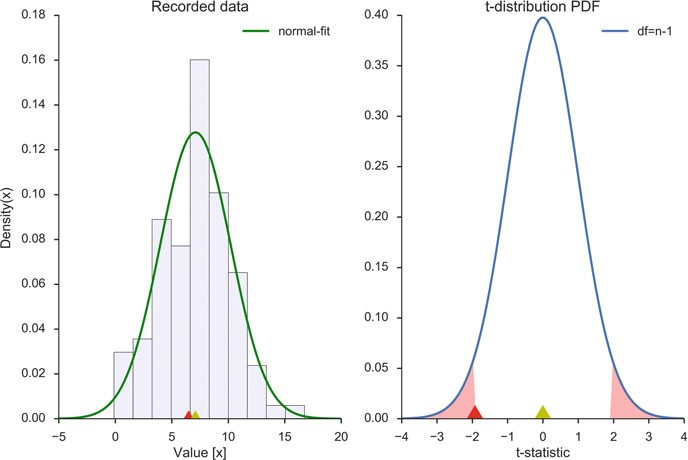 Recorded data
normal-fit
Density(x)
0.18
0.16
0.14
0.12
0.10
0.08
0.06
0.04
0.02
0.00
−5 0 5 10 15 20
Value [x]
t-distribution PDF
df=n-1
0.40
0.35
0.30
0.25
0.20
0.15
0.10
0.05
0.00
−4 −3 −2 −1 0 1 2 3 4
t-statistic